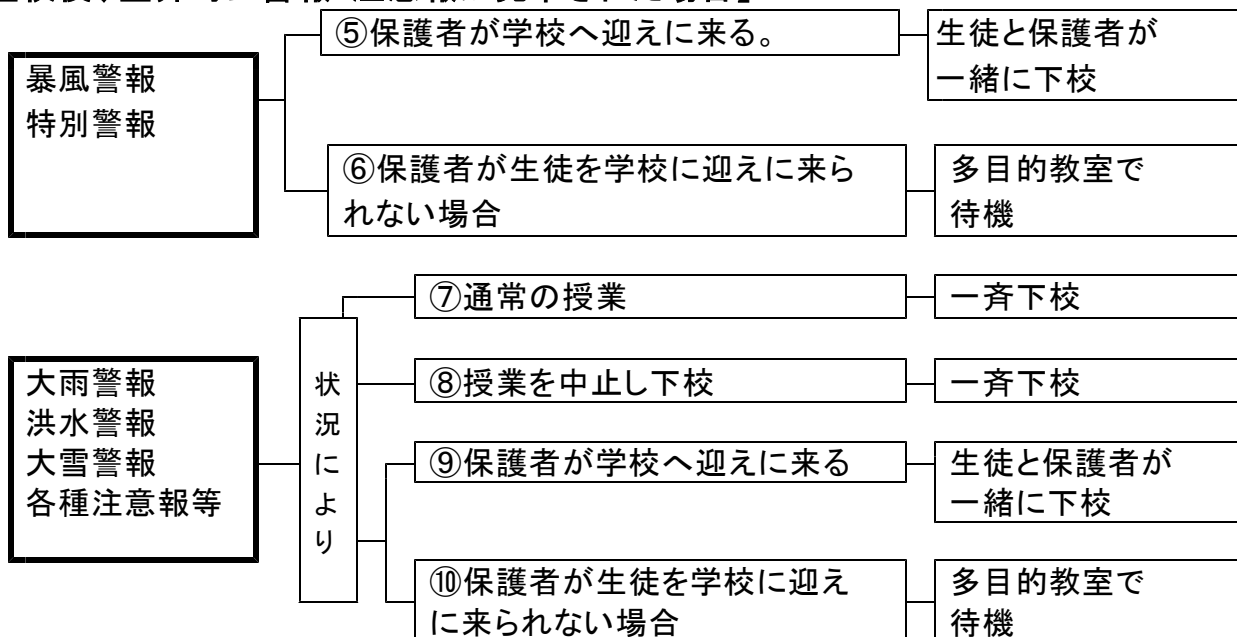 暴風警報
特別警報
⑤保護者が学校へ迎えに来る。
生徒と保護者が
一緒に下校
⑥保護者が生徒を学校に迎えに来ら
れない場合
多目的教室で
待機
大雨警報
洪水警報
大雪警報
各種注意報等
状況により
⑦通常の授業
一斉下校
⑧授業を中止し下校
一斉下校
⑨保護者が学校へ迎えに来る
生徒と保護者が
一緒に下校
⑩保護者が生徒を学校に迎え
に来られない場合
多目的教室で
待機